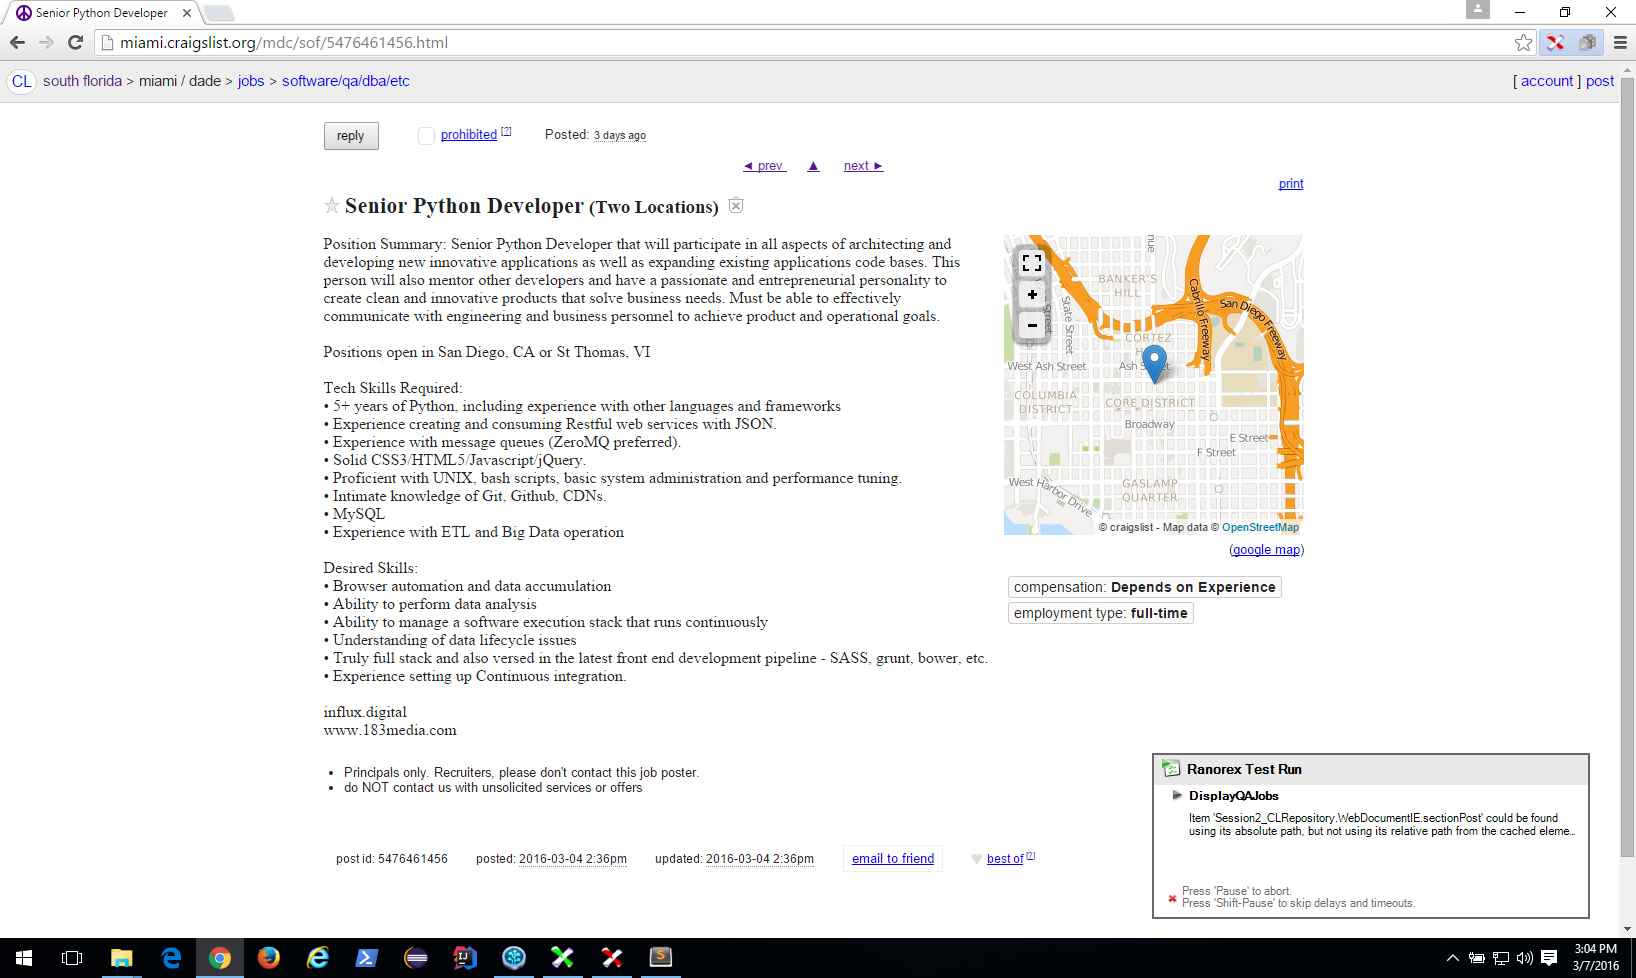 Senior Python Developer
miami.craigslist.org/mdc/sof/5476461456.html
CL south florida > miami / dade > jobs > software/qa/dba/etc
[ account ] post
reply prohibited [?] Posted: 3 days ago
◄ prev ▲ next ►
print
Senior Python Developer (Two Locations)
Position Summary: Senior Python Developer that will participate in all aspects of architecting and
developing new innovative applications as well as expanding existing applications code bases. This
person will also mentor other developers and have a passionate and entrepreneurial personality to
create clean and innovative products that solve business needs. Must be able to effectively
communicate with engineering and business personnel to achieve product and operational goals.
Positions open in San Diego, CA or St Thomas, VI
Tech Skills Required:
• 5+ years of Python, including experience with other languages and frameworks
• Experience creating and consuming Restful web services with JSON.
• Experience with message queues (ZeroMQ preferred).
• Solid CSS3/HTML5/Javascript/jQuery.
• Proficient with UNIX, bash scripts, basic system administration and performance tuning.
• Intimate knowledge of Git, Github, CDNs.
• MySQL
• Experience with ETL and Big Data operation
Desired Skills:
• Browser automation and data accumulation
• Ability to perform data analysis
• Ability to manage a software execution stack that runs continuously
• Understanding of data lifecycle issues
• Truly full stack and also versed in the latest front end development pipeline - SASS, grunt, bower, etc.
• Experience setting up Continuous integration.
influx.digital
www.183media.com
• Principals only. Recruiters, please don't contact this job poster.
• do NOT contact us with unsolicited services or offers
post id: 5476461456 posted: 2016-03-04 2:36pm updated: 2016-03-04 2:36pm email to friend best of [?]
nue
BANKER'S
HILL
State Street
Street
Cabrillo Freeway
San Diego Freeway
CORTEZ
West Ash Street
Ash Street
COLUMBIA
DISTRICT
CORE DISTRICT
Broadway
E Street
F Street
West Harbor Drive
GASLAMP
QUARTER
© craigslist - Map data © OpenStreetMap
(google map)
compensation: Depends on Experience
employment type: full-time
Ranorex Test Run
DisplayQAJobs
Item 'Session2_CLRepository.WebDocumentIE.sectionPost' could be found
using its absolute path, but not using its relative path from the cached eleme...
Press 'Pause' to abort.
Press 'Shift-Pause' to skip delays and timeouts.
3:04 PM
3/7/2016